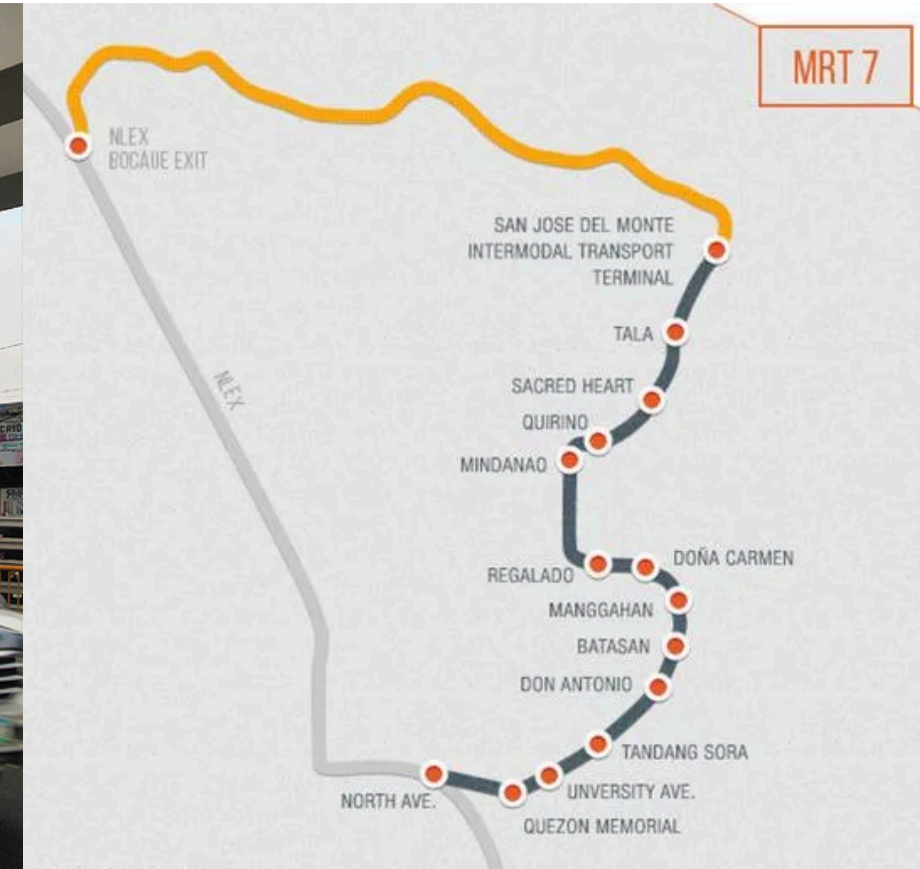 MRT 7
NLEX
BOCAUE EXIT
SAN JOSE DEL MONTE
INTERMODAL TRANSPORT
TERMINAL
TALA
SACRED HEART
QUIRINO
NLEX
MINDANAO
DOÑA CARMEN
REGALADO
MANGGAHAN
BATASAN
DON ANTONIO
TANDANG SORA
UNVERSITY AVE.
NORTH AVE.
QUEZON MEMORIAL